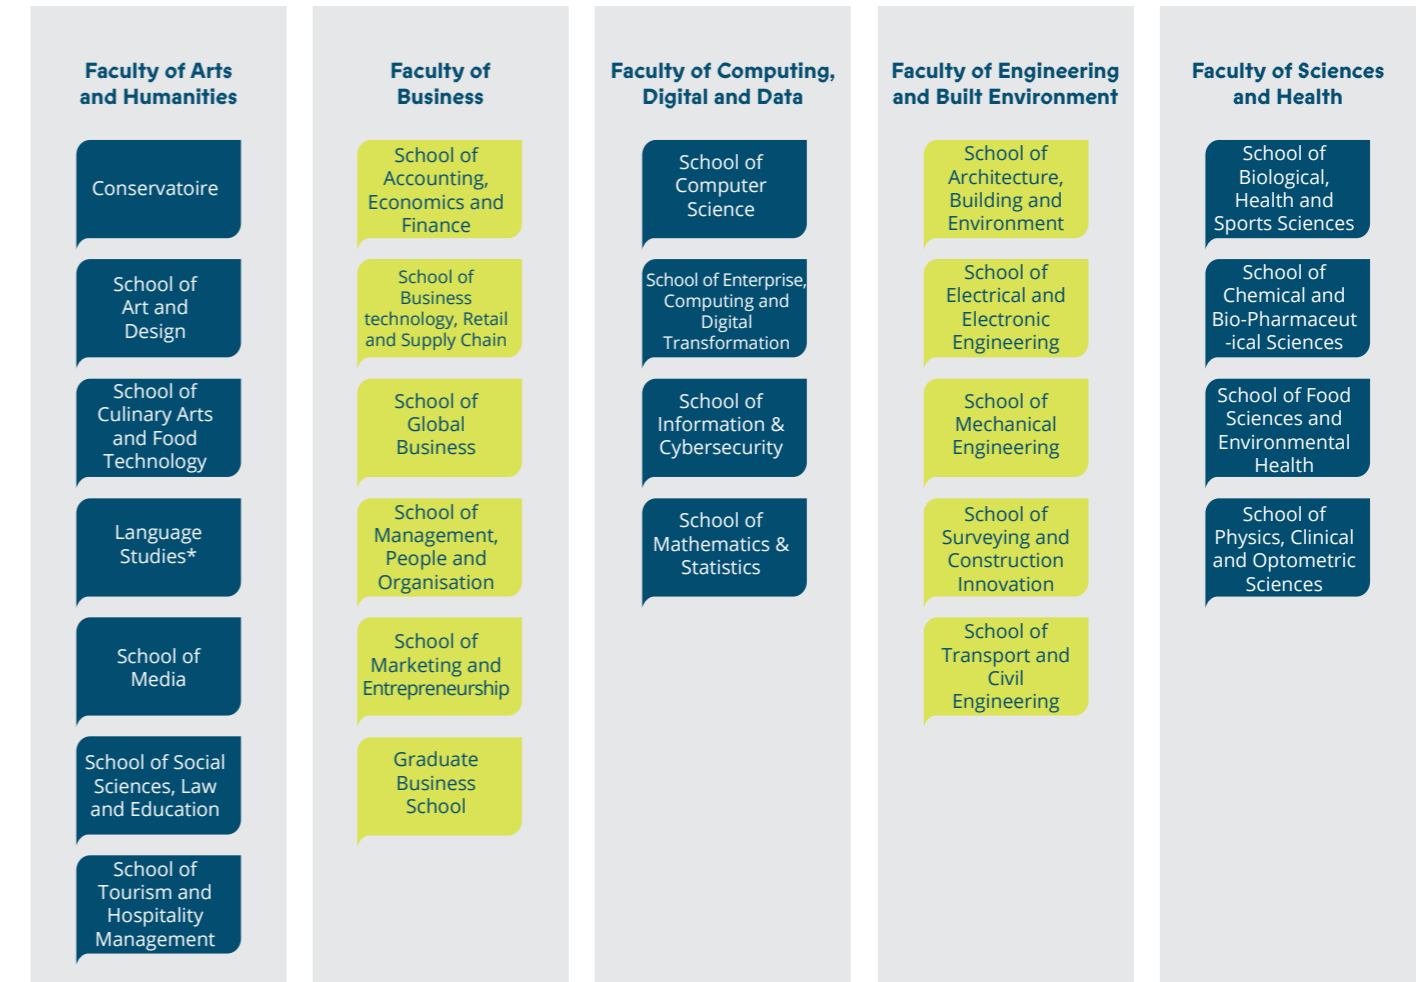 Faculty of Arts
and Humanities
Conservatoire
School of
Art and
Design
School of
Culinary Arts
and Food
Technology
Language
Studies*
School of
Media
School of Social
Sciences, Law
and Education
School of
Tourism and
Hospitality
Management
Faculty of
Business
School of
Accounting,
Economics and
Finance
School of
Business
technology, Retail
and Supply Chain
School of
Global
Business
School of
Management,
People and
Organisation
School of
Marketing and
Entrepreneurship
Graduate
Business
School
Faculty of Computing,
Digital and Data
School of
Computer
Science
School of Enterprise,
Computing and
Digital
Transformation
School of
Information &
Cybersecurity
School of
Mathematics &
Statistics
Faculty of Engineering
and Built Environment
School of
Architecture,
Building and
Environment
School of
Electrical and
Electronic
Engineering
School of
Mechanical
Engineering
School of
Surveying and
Construction
Innovation
School of
Transport and
Civil
Engineering
Faculty of Sciences
and Health
School of
Biological,
Health and
Sports Sciences
School of
Chemical and
Bio-Pharmaceut
-ical Sciences
School of Food
Sciences and
Environmental
Health
School of
Physics, Clinical
and Optometric
Sciences